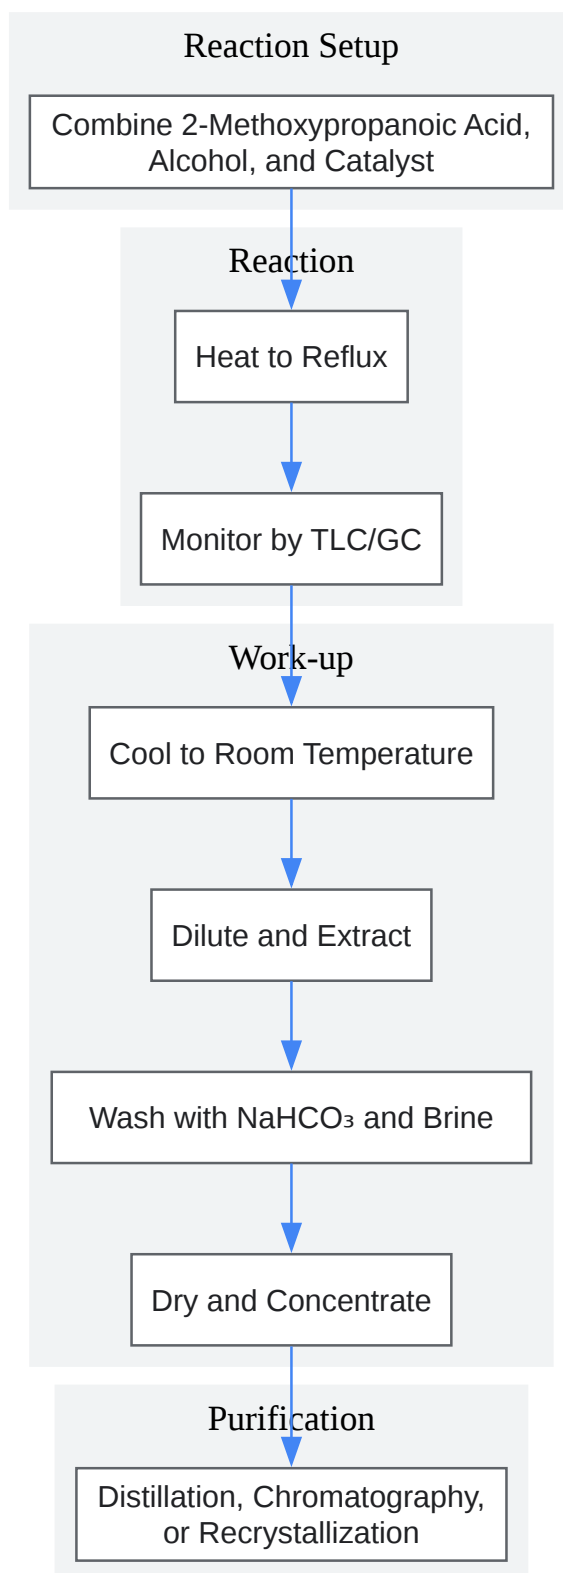 Reaction Setup
Combine 2-Methoxypropanoic Acid,
Alcohol, and Catalyst
Reaction
Heat to Reflux
Monitor by TLC/GC
Work-up
Cool to Room Temperature
Dilute and Extract
Wash with NaHCO₃ and Brine
Dry and Concentrate
Purification
Distillation, Chromatography,
or Recrystallization